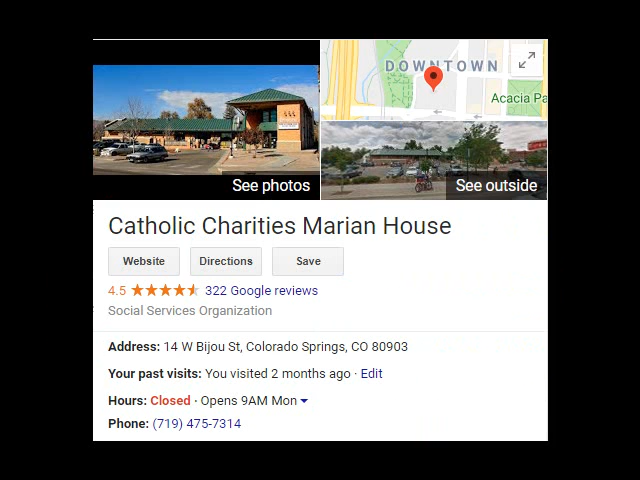 DOWNTOWN
Acacia Pa
See photos
See outside
Catholic Charities Marian House
Website Directions Save
4.5 322 Google reviews
Social Services Organization
Address: 14 W Bijou St, Colorado Springs, CO 80903
Your past visits: You visited 2 months ago · Edit
Hours: Closed · Opens 9AM Mon
Phone: (719) 475-7314